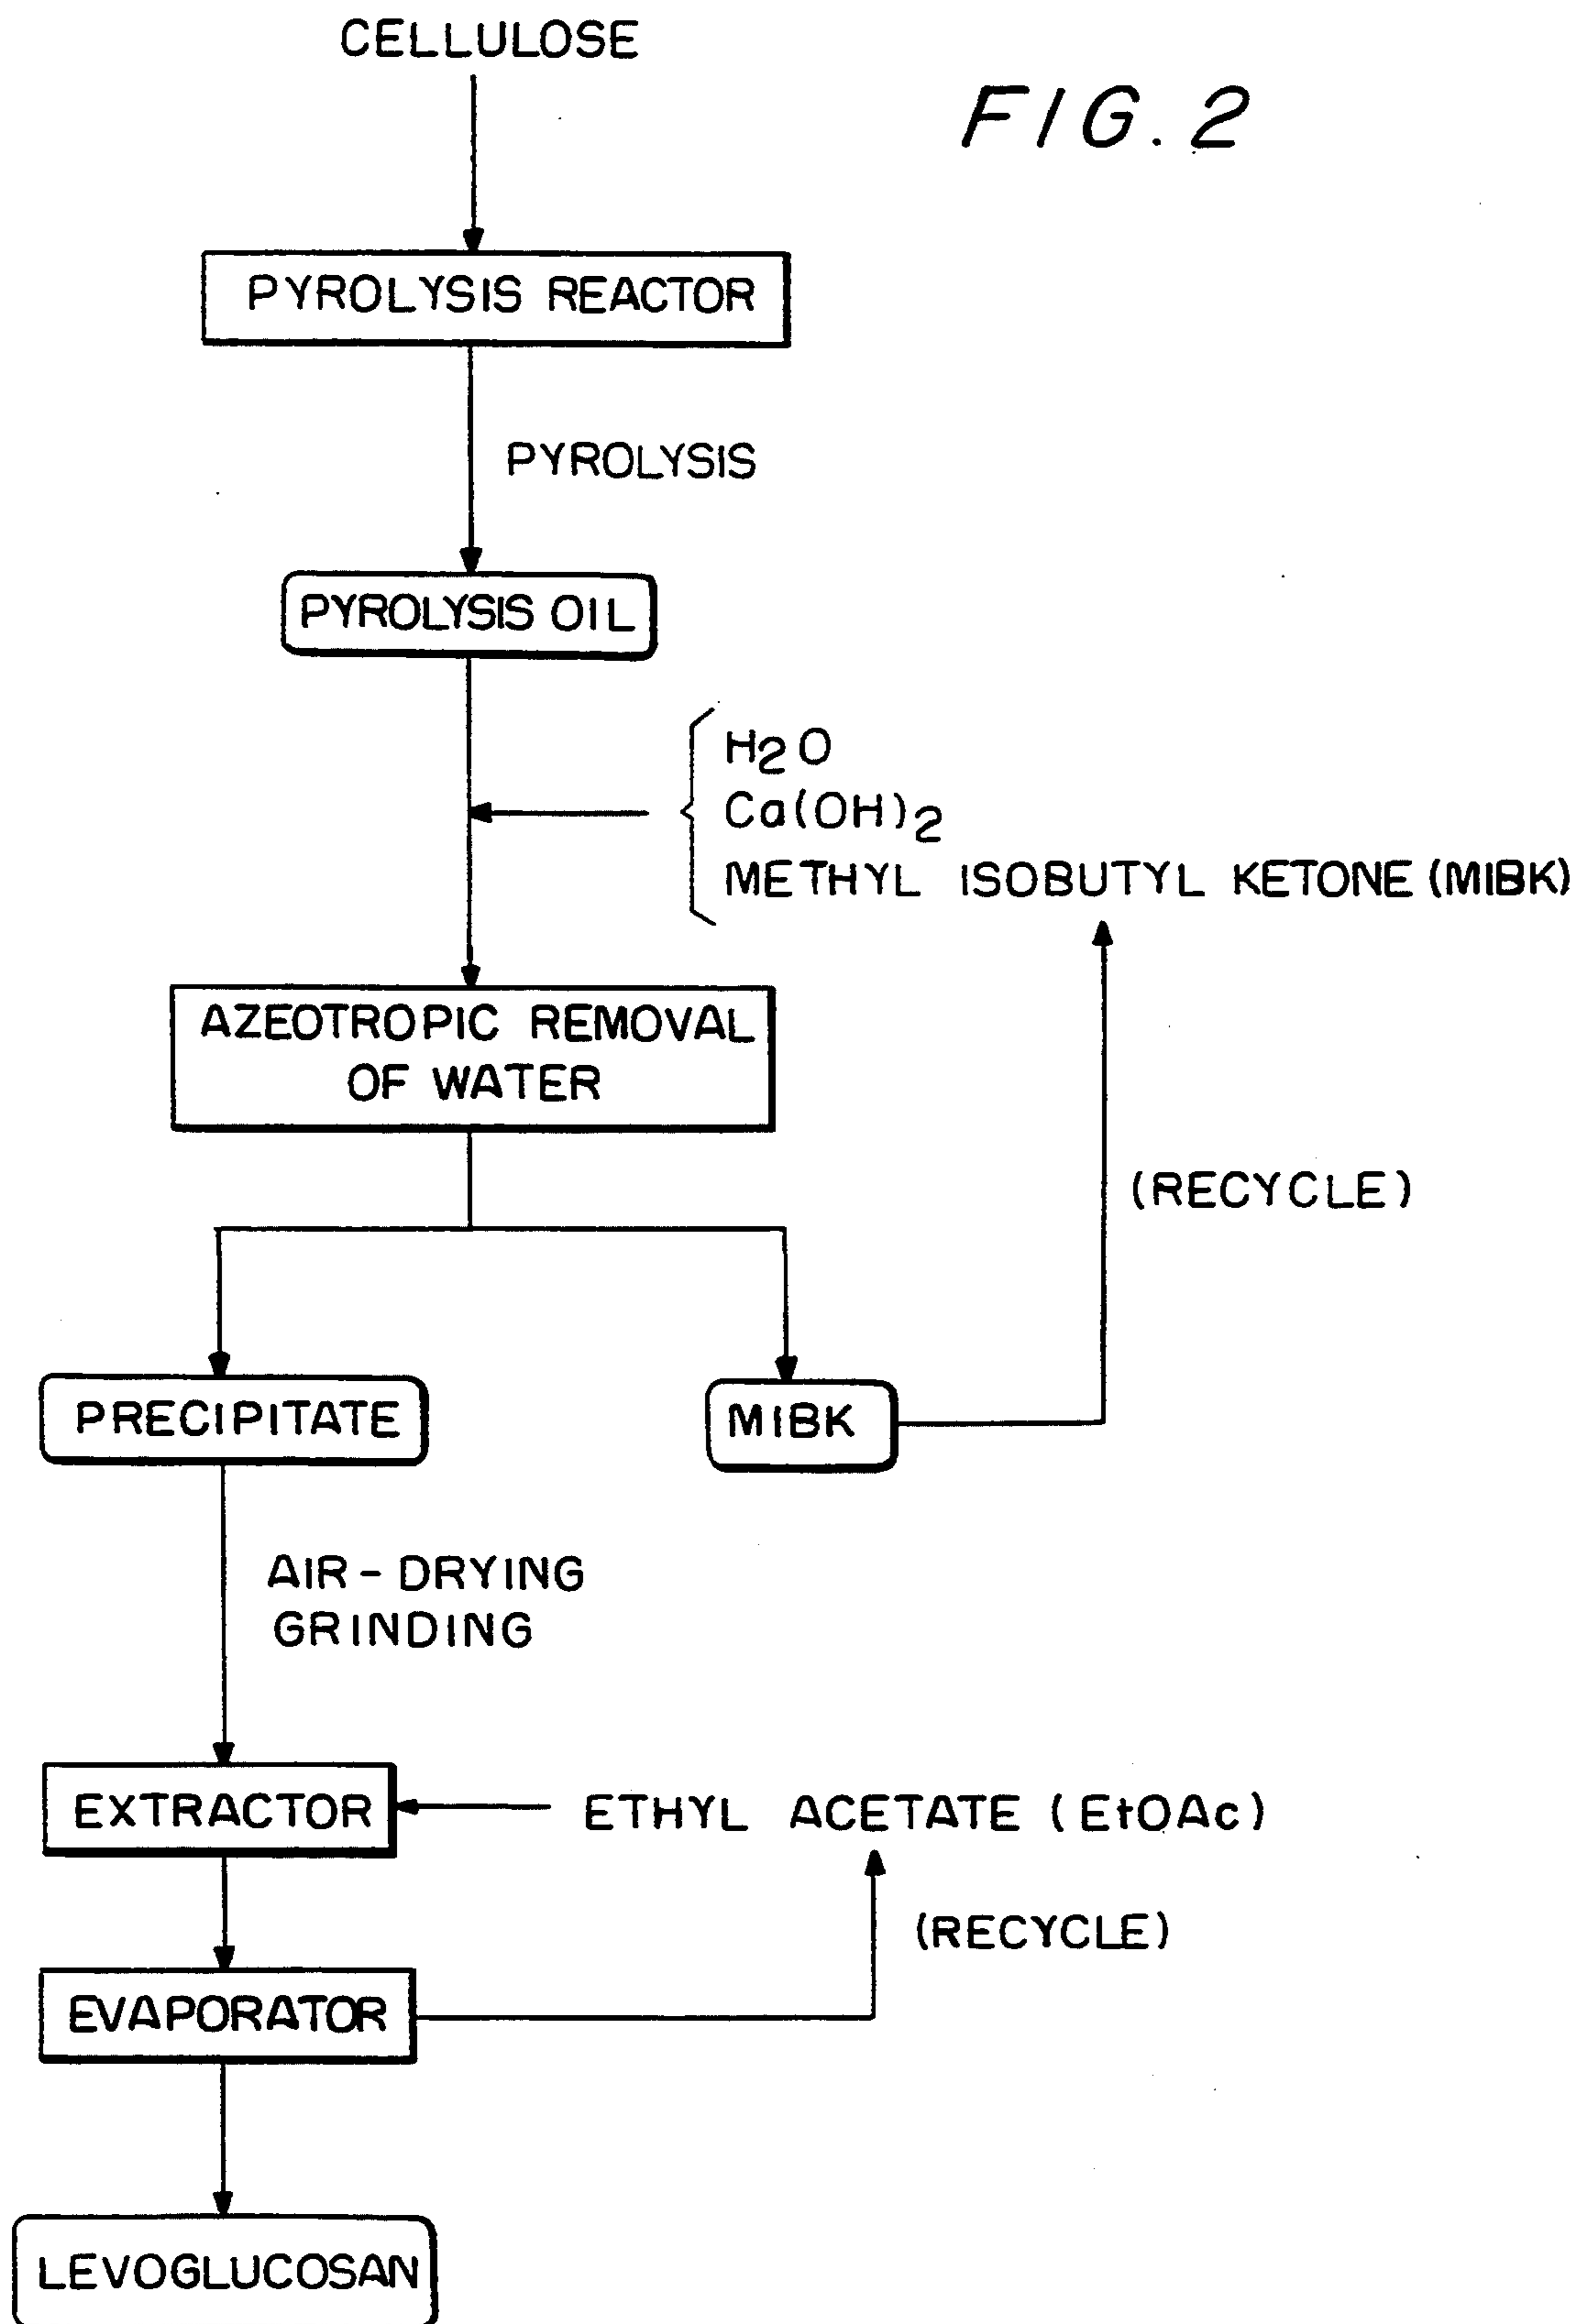 CELLULOSE
FIG. 2
PYROLYSIS REACTOR
PYROLYSIS
PYROLYSIS OIL
H2O
Ca(OH)2
METHYL ISOBUTYL KETONE (MIBK)
AZEOTROPIC REMOVAL
OF WATER
(RECYCLE)
PRECIPITATE
MIBK
AIR-DRYING
GRINDING
EXTRACTOR
ETHYL ACETATE (EtOAc)
(RECYCLE)
EVAPORATOR
LEVOGLUCOSAN